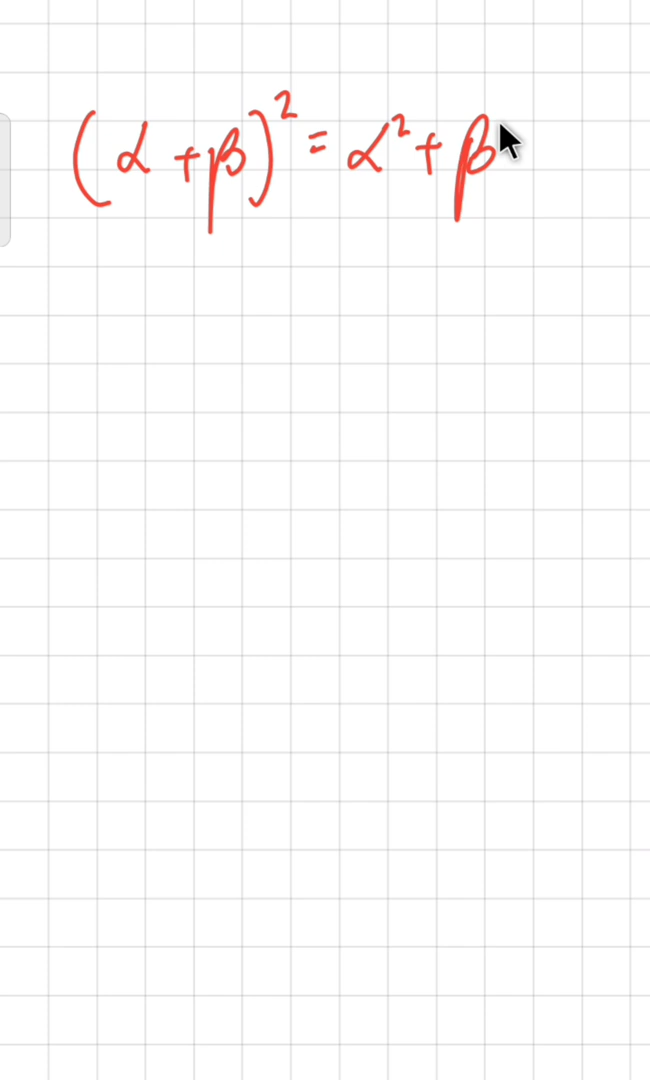 (α + β)² = α² + β